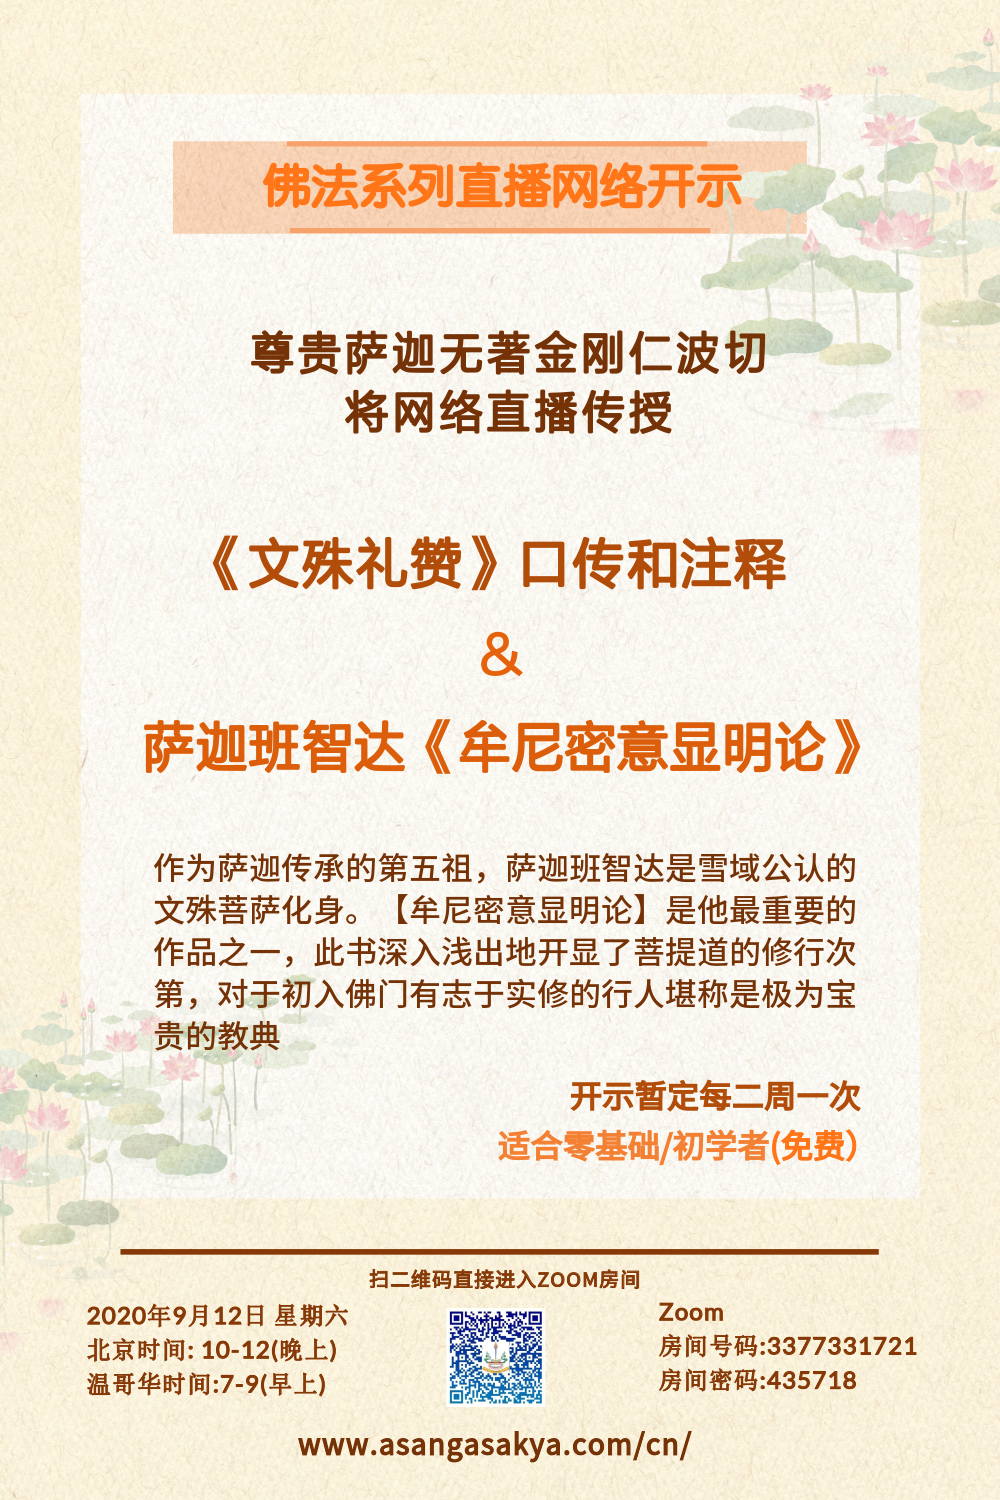 佛法系列直播网络开示
尊贵萨迦无著金刚仁波切
将网络直播传授
《文殊礼赞》口传和注释
&
萨迦班智达《牟尼密意显明论》
作为萨迦传承的第五祖，萨迦班智达是雪域公认的
文殊菩萨化身。【牟尼密意显明论】是他最重要的
作品之一，此书深入浅出地开显了菩提道的修行次
第，对于初入佛门有志于实修的行人堪称是极为宝
贵的教典
开示暂定每二周一次
适合零基础/初学者(免费）
扫二维码直接进入ZOOM房间
2020年9月12日 星期六
北京时间: 10-12(晚上)
温哥华时间:7-9(早上)
Zoom
房间号码:3377331721
房间密码:435718
www.asangasakya.com/cn/